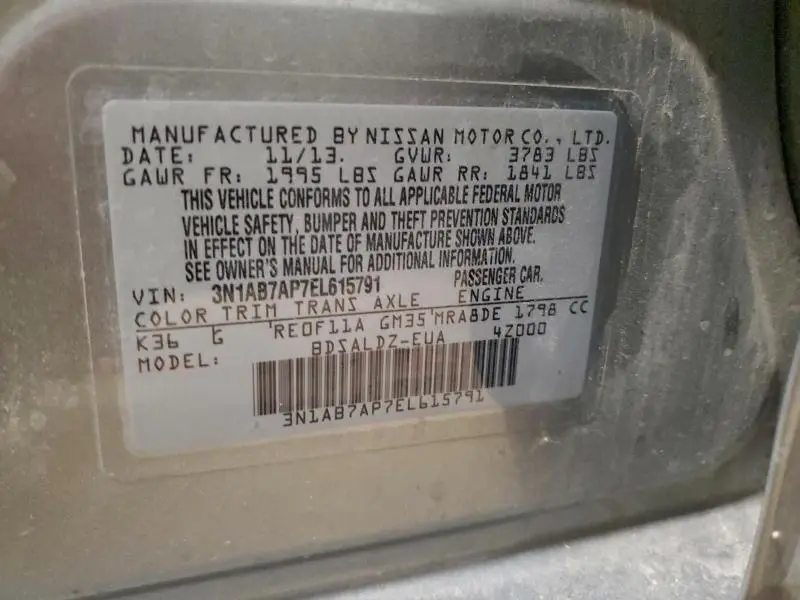 MANUFACTURED BY NISSAN MOTOR CO., LTD.
DATE: 11/13. GVWR: 3783 LBS
GAWR FR: 1995 LBS GAWR RR: 1841 LBS
THIS VEHICLE CONFORMS TO ALL APPLICABLE FEDERAL MOTOR
VEHICLE SAFETY, BUMPER AND THEFT PREVENTION STANDARDS
IN EFFECT ON THE DATE OF MANUFACTURE SHOWN ABOVE.
SEE OWNER'S MANUAL FOR ADDITIONAL INFORMATION.
VIN: 3N1AB7AP7EL615791 PASSENGER CAR.
COLOR TRIM TRANS AXLE ENGINE
K36 G RE0F11A GM35 MRA8DE 1798 CC
MODEL: BDSALDZ-EUA 42000
3N1AB7AP7EL615791